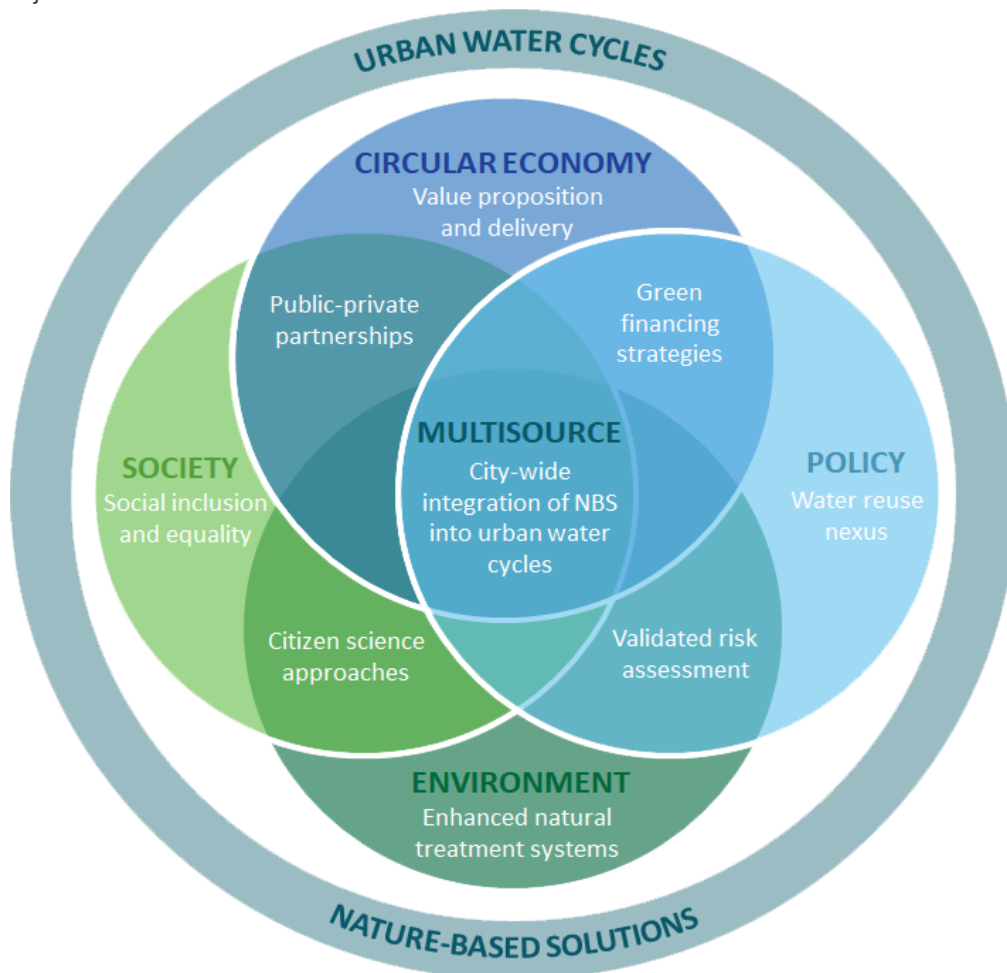 URBAN WATER CYCLES
CIRCULAR ECONOMY
Value proposition
and delivery
Public-private
partnerships
Green
financing
strategies
MULTISOURCE
City-wide
integration of NBS
into urban water
cycles
SOCIETY
Social inclusion
and equality
POLICY
Water reuse
nexus
Citizen science
approaches
Validated risk
assessment
ENVIRONMENT
Enhanced natural
treatment systems
NATURE-BASED SOLUTIONS